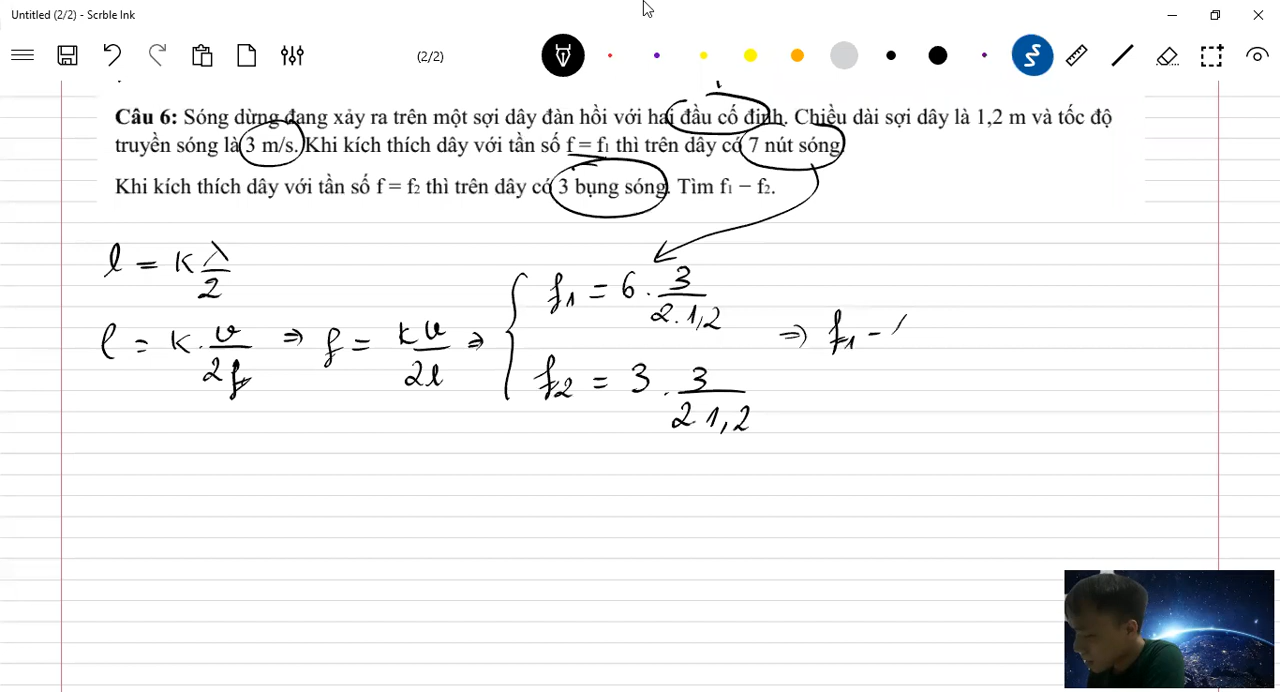 Untitled (2/2) - Scrble Ink
(2/2)
Câu 6: Sóng dừng đang xảy ra trên một sợi dây đàn hồi với hai đầu cố định. Chiều dài sợi dây là 1,2 m và tốc độ
truyền sóng là 3 m/s. Khi kích thích dây với tần số f = f₁ thì trên dây có 7 nút sóng
Khi kích thích dây với tần số f = f₂ thì trên dây có 3 bụng sóng. Tìm f₁ − f₂.
l = k λ/2
l = k. v/2f ⇒ f = kv/2l ⇒ { f₁ = 6 . 3/2.1,2
f₂ = 3 . 3/2.1,2
⇒ f₁ -